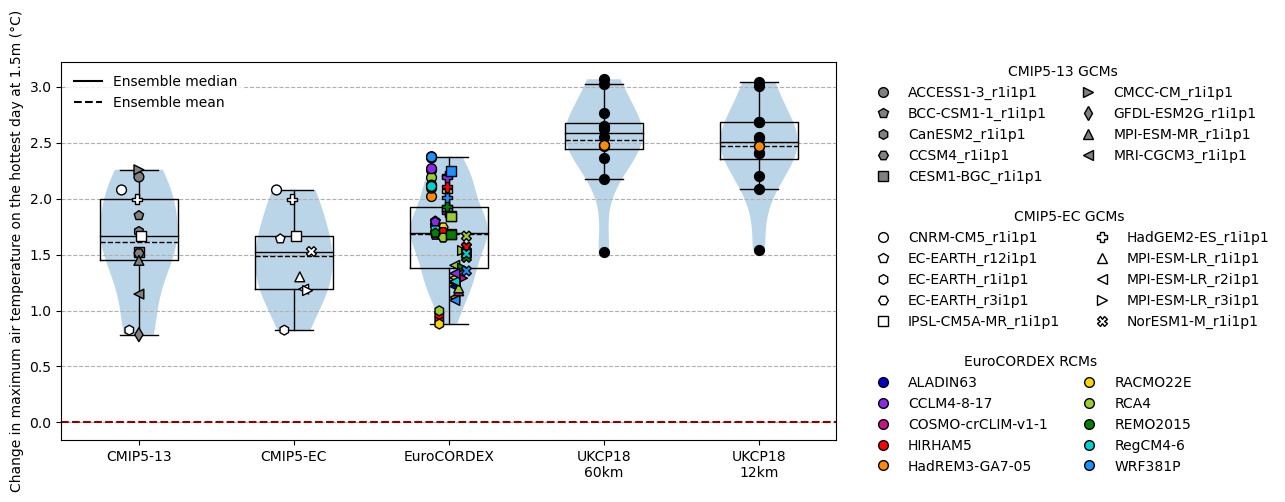 Change in maximum air temperature on the hottest day at 1.5m (°C)
3.0
2.5
2.0
1.5
1.0
0.5
0.0
Ensemble median
Ensemble mean
CMIP5-13
CMIP5-EC
EuroCORDEX
UKCP18
60km
UKCP18
12km
CMIP5-13 GCMs
ACCESS1-3_r1i1p1
BCC-CSM1-1_r1i1p1
CanESM2_r1i1p1
CCSM4_r1i1p1
CESM1-BGC_r1i1p1
CMCC-CM_r1i1p1
GFDL-ESM2G_r1i1p1
MPI-ESM-MR_r1i1p1
MRI-CGCM3_r1i1p1
CMIP5-EC GCMs
CNRM-CM5_r1i1p1
EC-EARTH_r12i1p1
EC-EARTH_r1i1p1
EC-EARTH_r3i1p1
IPSL-CM5A-MR_r1i1p1
HadGEM2-ES_r1i1p1
MPI-ESM-LR_r1i1p1
MPI-ESM-LR_r2i1p1
MPI-ESM-LR_r3i1p1
NorESM1-M_r1i1p1
EuroCORDEX RCMs
ALADIN63
CCLM4-8-17
COSMO-crCLIM-v1-1
HIRHAM5
HadREM3-GA7-05
RACMO22E
RCA4
REMO2015
RegCM4-6
WRF381P